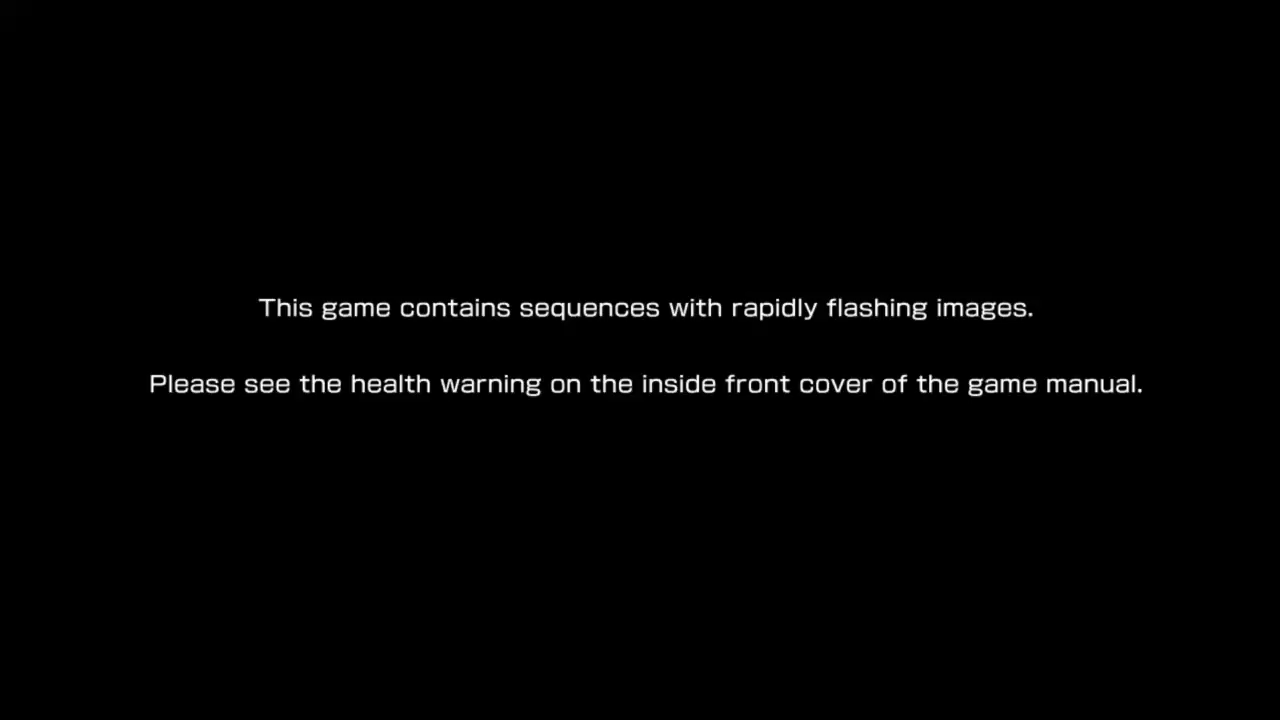 This game contains sequences with rapidly flashing images.
Please see the health warning on the inside front cover of the game manual.